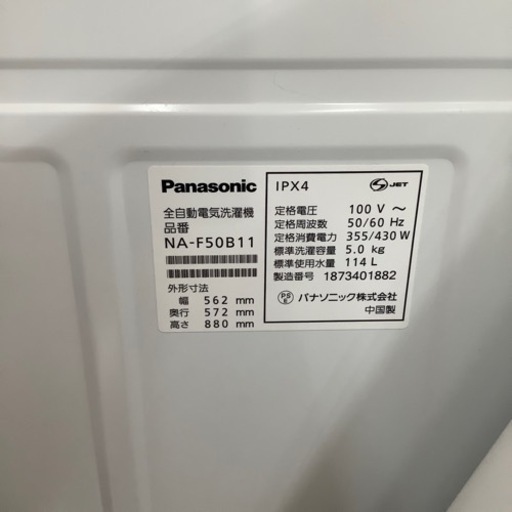 Panasonic
全自動電気洗濯機
品番
NA-F50B11
外形寸法
幅 562 mm
奥行 572 mm
高さ 880 mm
IPX4
S JET
定格電圧 100 V ～
定格周波数 50/60 Hz
定格消費電力 355/430 W
標準洗濯容量 5.0 kg
標準使用水量 114 L
製造番号 1873401882
PS E パナソニック株式会社
中国製